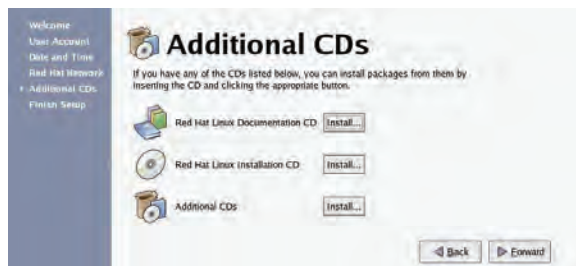 Welcome
User Account
Date and Time
Red Hat Network
Additional CDs
Finish Setup
Additional CDs
If you have any of the CDs listed below, you can install packages from them by
inserting the CD and clicking the appropriate button.
Red Hat Linux Documentation CD Install...
Red Hat Linux Installation CD Install...
Additional CDs Install...
Back Forward